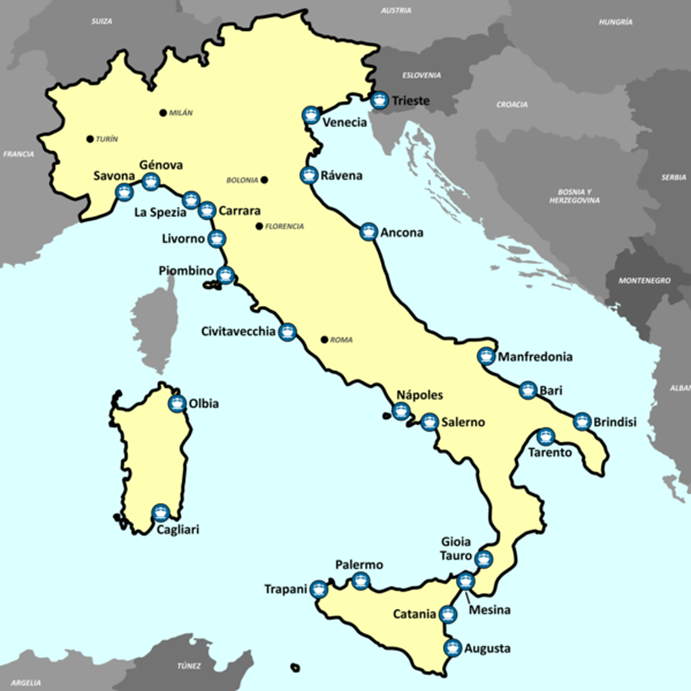 AUSTRIA
SUIZA
HUNGRÍA
ESLOVENIA
Trieste
CROACIA
MILÁN
Venecia
TURÍN
FRANCIA
Génova
Savona
BOLONIA
Rávena
SERBIA
BOSNIA Y
HERZEGOVINA
La Spezia
Carrara
FLORENCIA
Livorno
Ancona
Piombino
MONTENEGRO
Civitavecchia
ROMA
Manfredonia
ALBAN
Olbia
Nápoles
Bari
Salerno
Brindisi
Tarento
Cagliari
Gioia
Tauro
Palermo
Trapani
Mesina
Catania
Augusta
TÚNEZ
ARGELIA